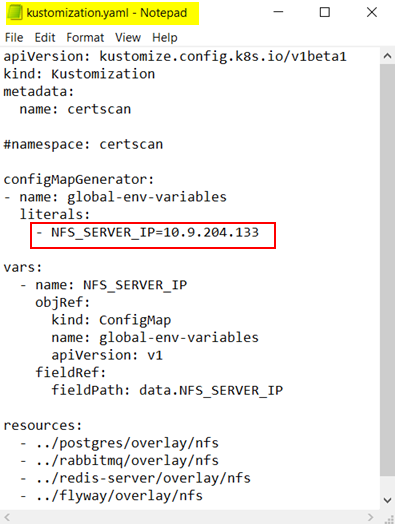 kustomization.yaml - Notepad
File Edit Format View Help
apiVersion: kustomize.config.k8s.io/v1beta1
kind: Kustomization
metadata:
  name: certscan
#namespace: certscan
configMapGenerator:
- name: global-env-variables
  literals:
    - NFS_SERVER_IP=10.9.204.133
vars:
  - name: NFS_SERVER_IP
    objRef:
      kind: ConfigMap
      name: global-env-variables
      apiVersion: v1
    fieldRef:
      fieldPath: data.NFS_SERVER_IP
resources:
  - ../postgres/overlay/nfs
  - ../rabbitmq/overlay/nfs
  - ../redis-server/overlay/nfs
  - ../flyway/overlay/nfs